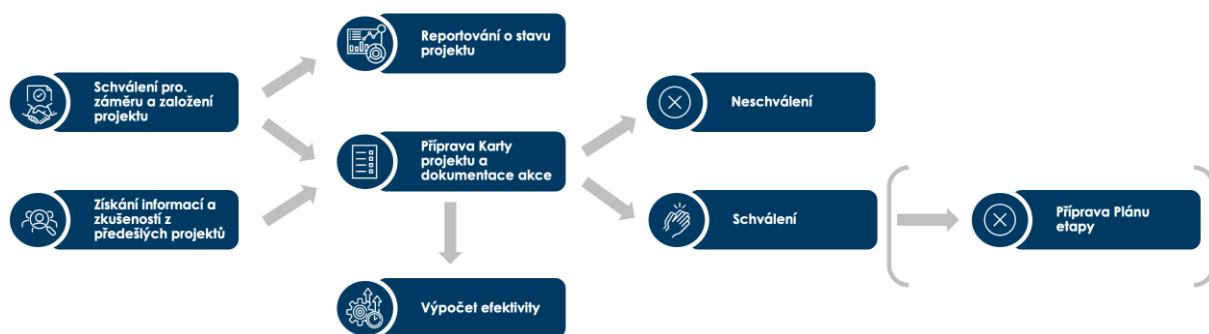 Schválení pro.
záměru a založení
projektu
Získání informací a
zkušeností z
předešlých projektů
Reportování o stavu
projektu
Příprava Karty
projektu a
dokumentace akce
Výpočet efektivity
Neschválení
Schválení
Příprava Plánu
etapy